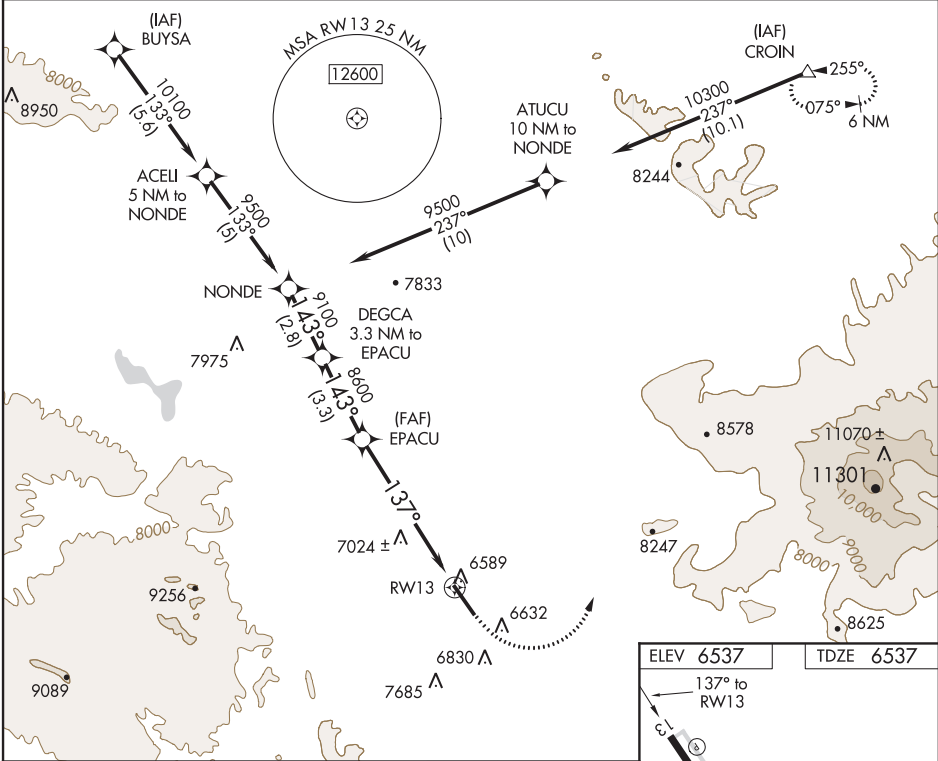 (IAF)
BUYSA
8000
8950
10100
133°
(5.6)
MSA RW13 25 NM
12600
(IAF)
CROIN
255°
075°
6 NM
10300
237°
(10.1)
ATUCU
10 NM to
NONDE
8244
ACELI
5 NM to
NONDE
9500
133°
(5)
9500
237°
(10)
NONDE
7833
9100
143°
(2.8)
DEGCA
3.3 NM to
EPACU
7975
8600
143°
(3.3)
(FAF)
EPACU
8578
11070 ±
11301
10,000
137°
8000
7024 ±
8247
9000
8000
6589
RW13
9256
6632
8625
6830
7685
9089
ELEV 6537
TDZE 6537
137° to
RW13
13
P